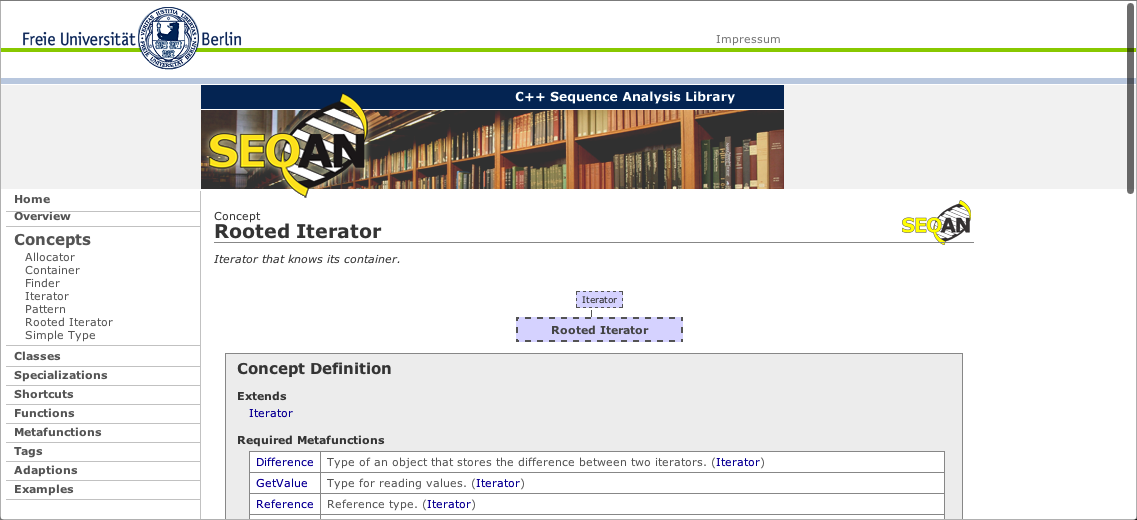 Freie Universität Berlin
Impressum
C++ Sequence Analysis Library
SEQAN
Home
Overview
Concepts
Allocator
Container
Finder
Iterator
Pattern
Rooted Iterator
Simple Type
Classes
Specializations
Shortcuts
Functions
Metafunctions
Tags
Adaptions
Examples
Concept
Rooted Iterator
SEQAN
Iterator that knows its container.
Iterator
Rooted Iterator
Concept Definition
Extends
Iterator
Required Metafunctions
Difference Type of an object that stores the difference between two iterators. (Iterator)
GetValue Type for reading values. (Iterator)
Reference Reference type. (Iterator)